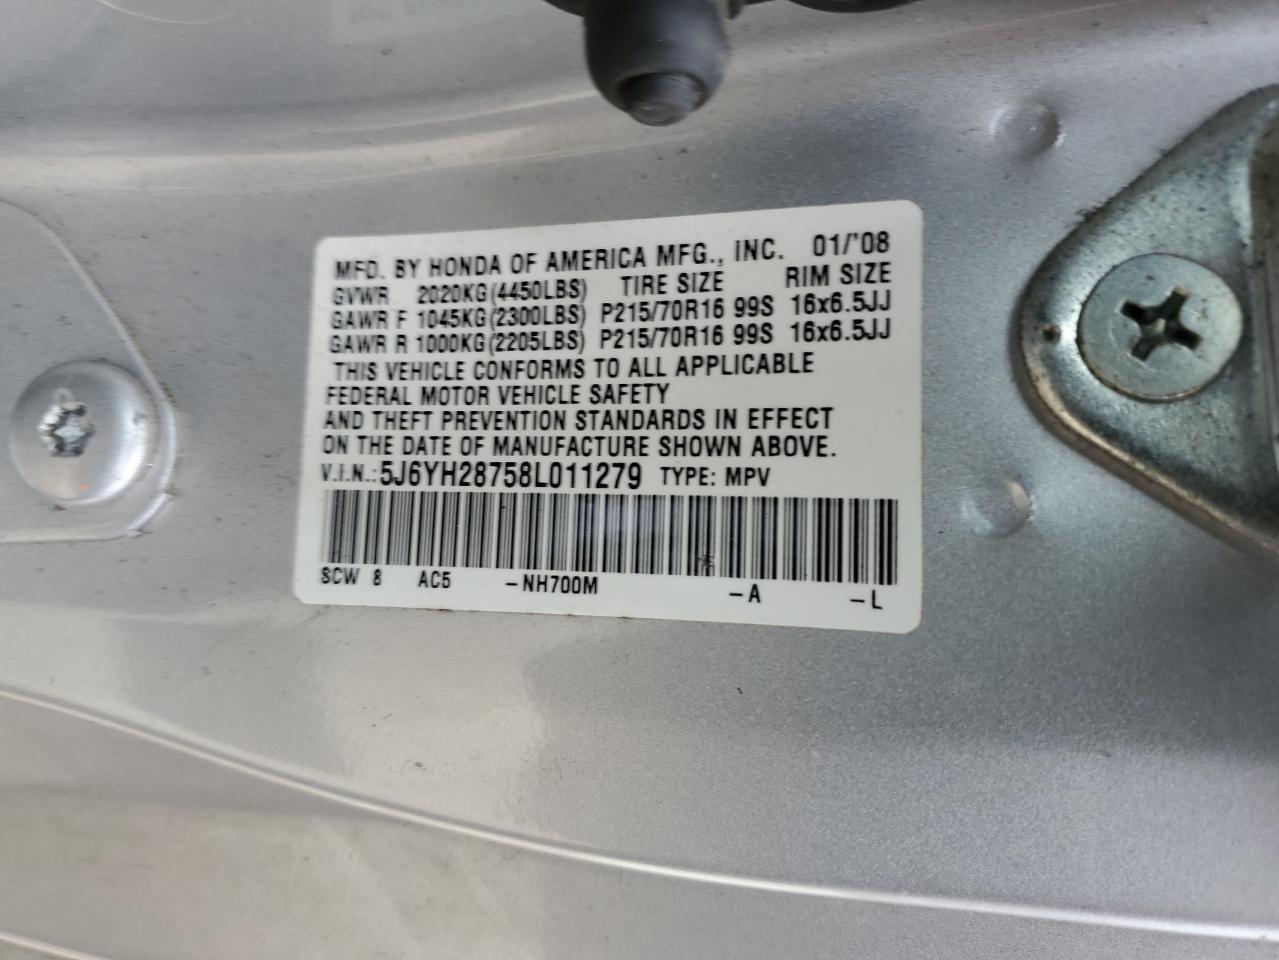 MFD. BY HONDA OF AMERICA MFG., INC. 01/'08
GVWR 2020KG(4450LBS) TIRE SIZE RIM SIZE
GAWR F 1045KG(2300LBS) P215/70R16 99S 16x6.5JJ
GAWR R 1000KG(2205LBS) P215/70R16 99S 16x6.5JJ
THIS VEHICLE CONFORMS TO ALL APPLICABLE
FEDERAL MOTOR VEHICLE SAFETY
AND THEFT PREVENTION STANDARDS IN EFFECT
ON THE DATE OF MANUFACTURE SHOWN ABOVE.
V.I.N.:5J6YH28758L011279 TYPE: MPV
SCW 8 AC5 -NH700M -A -L